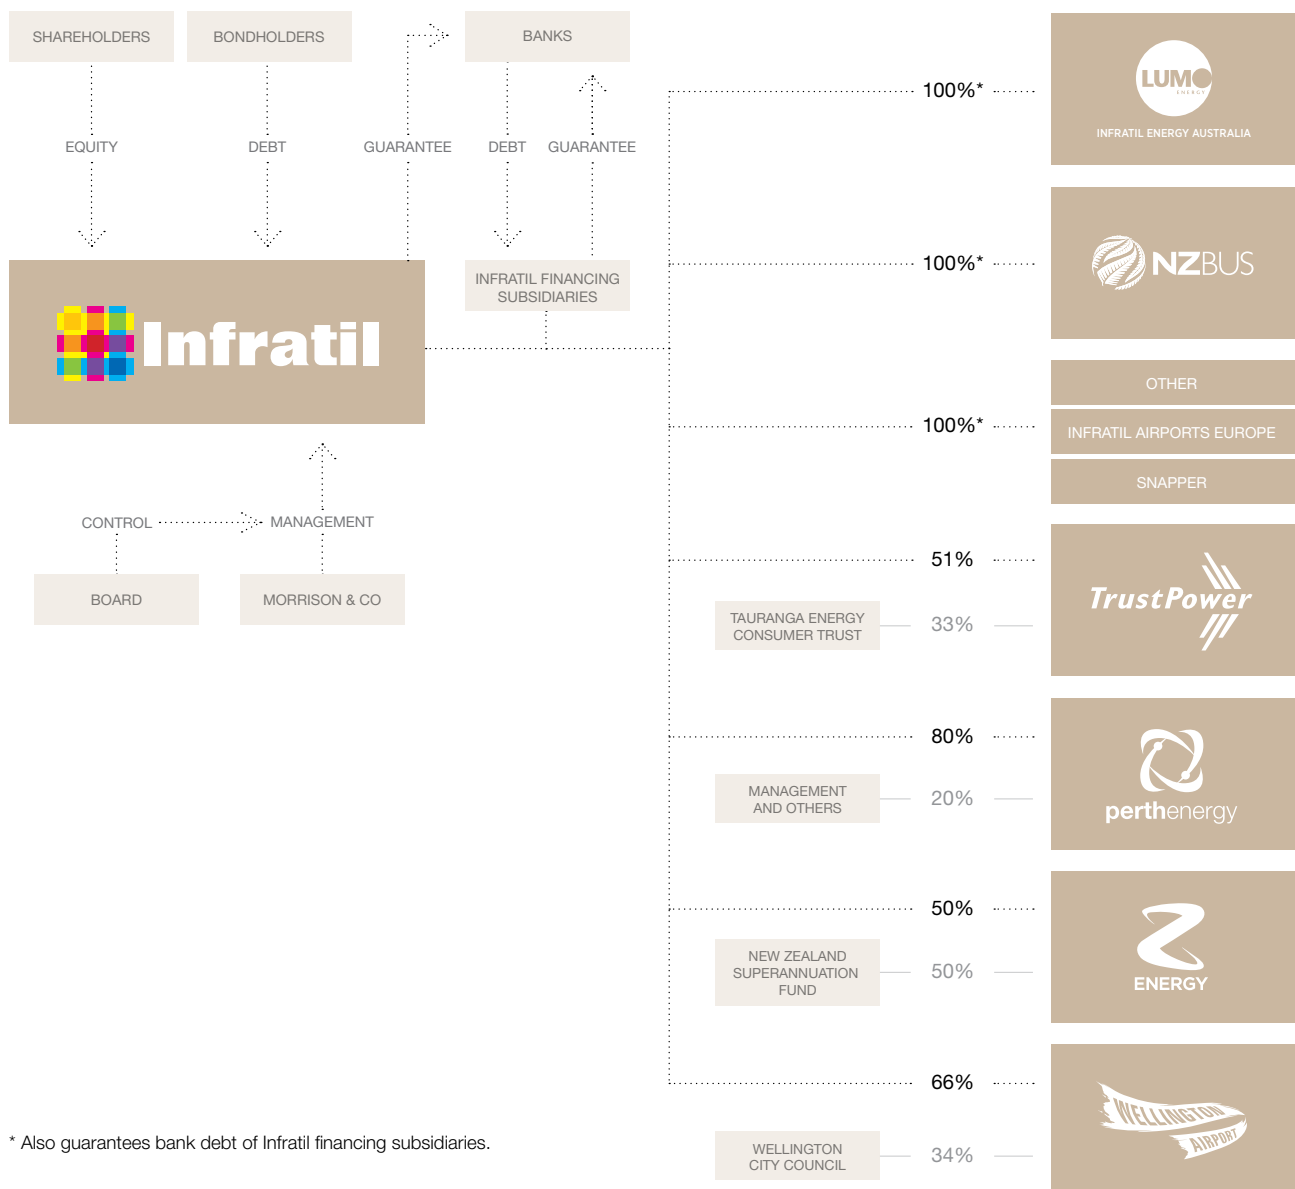 SHAREHOLDERS
BONDHOLDERS
BANKS
EQUITY
DEBT
GUARANTEE
DEBT
GUARANTEE
Infratil
INFRATIL FINANCING
SUBSIDIARIES
CONTROL
MANAGEMENT
BOARD
MORRISON & CO
100%*
LUMO
ENERGY
INFRATIL ENERGY AUSTRALIA
100%*
NZBUS
100%*
OTHER
INFRATIL AIRPORTS EUROPE
SNAPPER
51%
TrustPower
TAURANGA ENERGY
CONSUMER TRUST
33%
80%
perthenergy
MANAGEMENT
AND OTHERS
20%
50%
Z
ENERGY
NEW ZEALAND
SUPERANNUATION
FUND
50%
66%
WELLINGTON
AIRPORT
WELLINGTON
CITY COUNCIL
34%
* Also guarantees bank debt of Infratil financing subsidiaries.